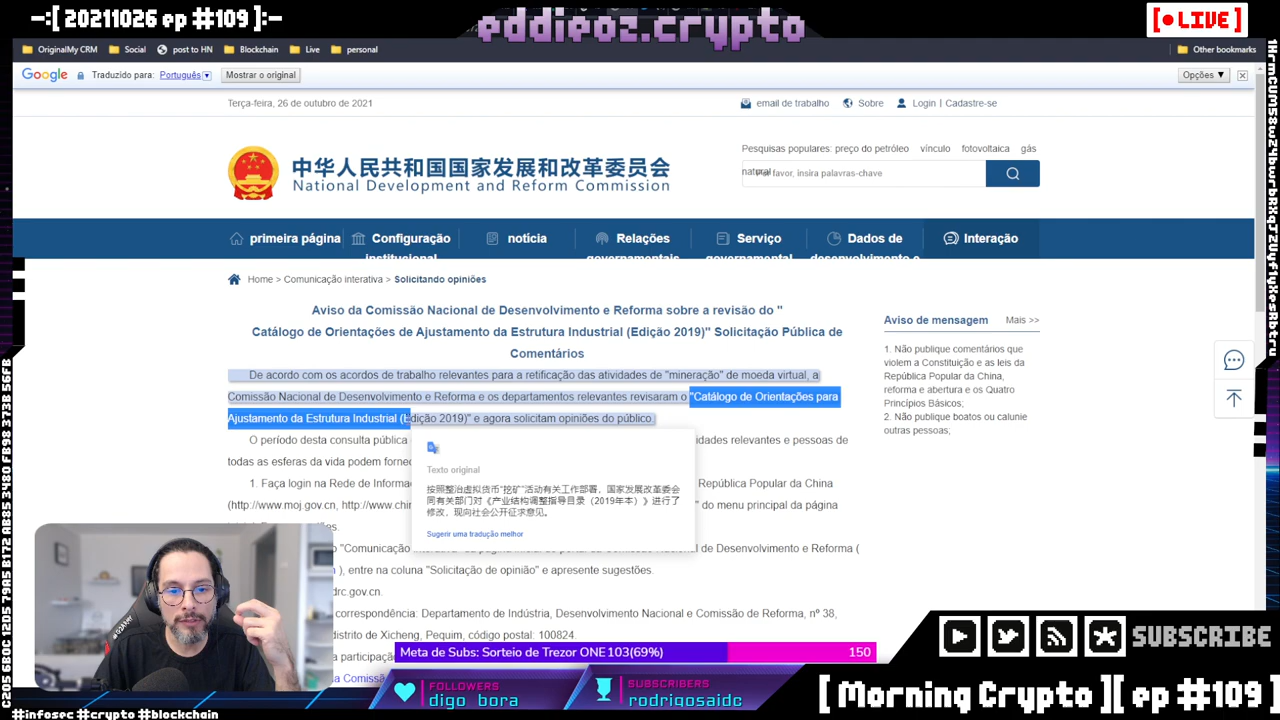 -:[ 20211026 ep #109 ]:-
eddieoz.crypto
[●LIVE]
OriginalMy CRM
Social
post to HN
Blockchain
Live
personal
Other bookmarks
Google
Traduzido para: Português
Mostrar o original
Opções ▼
Terça-feira, 26 de outubro de 2021
email de trabalho
Sobre
Login | Cadastre-se
中华人民共和国国家发展和改革委员会
National Development and Reform Commission
Pesquisas populares: preço do petróleo vínculo fotovoltaica gás
natural
Por favor, insira palavras-chave
primeira página
Configuração
institucional
notícia
Relações
governamentais
Serviço
governamental
Dados de
desenvolvimento e
Interação
Home > Comunicação interativa > Solicitando opiniões
Aviso da Comissão Nacional de Desenvolvimento e Reforma sobre a revisão do "
Catálogo de Orientações de Ajustamento da Estrutura Industrial (Edição 2019)" Solicitação Pública de
Comentários
De acordo com os acordos de trabalho relevantes para a retificação das atividades de "mineração" de moeda virtual, a
Comissão Nacional de Desenvolvimento e Reforma e os departamentos relevantes revisaram o "Catálogo de Orientações para
Ajustamento da Estrutura Industrial (Edição 2019)" e agora solicitam opiniões do público.
O período desta consulta pública
idades relevantes e pessoas de
todas as esferas da vida podem fornec
1. Faça login na Rede de Informa
República Popular da China
(http://www.moj.gov.cn, http://www.chi
" do menu principal da página
Texto original
按照整治虚拟货币“挖矿”活动有关工作部署，国家发展改革委会
同有关部门对《产业结构调整指导目录（2019年本）》进行了
修改，现向社会公开征求意见。
Sugerir uma tradução melhor
l de Desenvolvimento e Reforma (
), entre na coluna "Solicitação de opinião" e apresente sugestões.
drc.gov.cn.
correspondência: Departamento de Indústria, Desenvolvimento Nacional e Comissão de Reforma, nº 38,
distrito de Xicheng, Pequim, código postal: 100824.
a participação
a Comissã
Aviso de mensagem
Mais >>
1. Não publique comentários que
violem a Constituição e as leis da
República Popular da China,
reforma e abertura e os Quatro
Princípios Básicos;
2. Não publique boatos ou calunie
outras pessoas;
Meta de Subs: Sorteio de Trezor ONE 103(69%)
150
FOLLOWERS
digo_bora
SUBSCRIBERS
rodrigosaidc
SUBSCRIBE
[ Morning Crypto ][ ep #109 ]
#infosec #crypto #blockchain